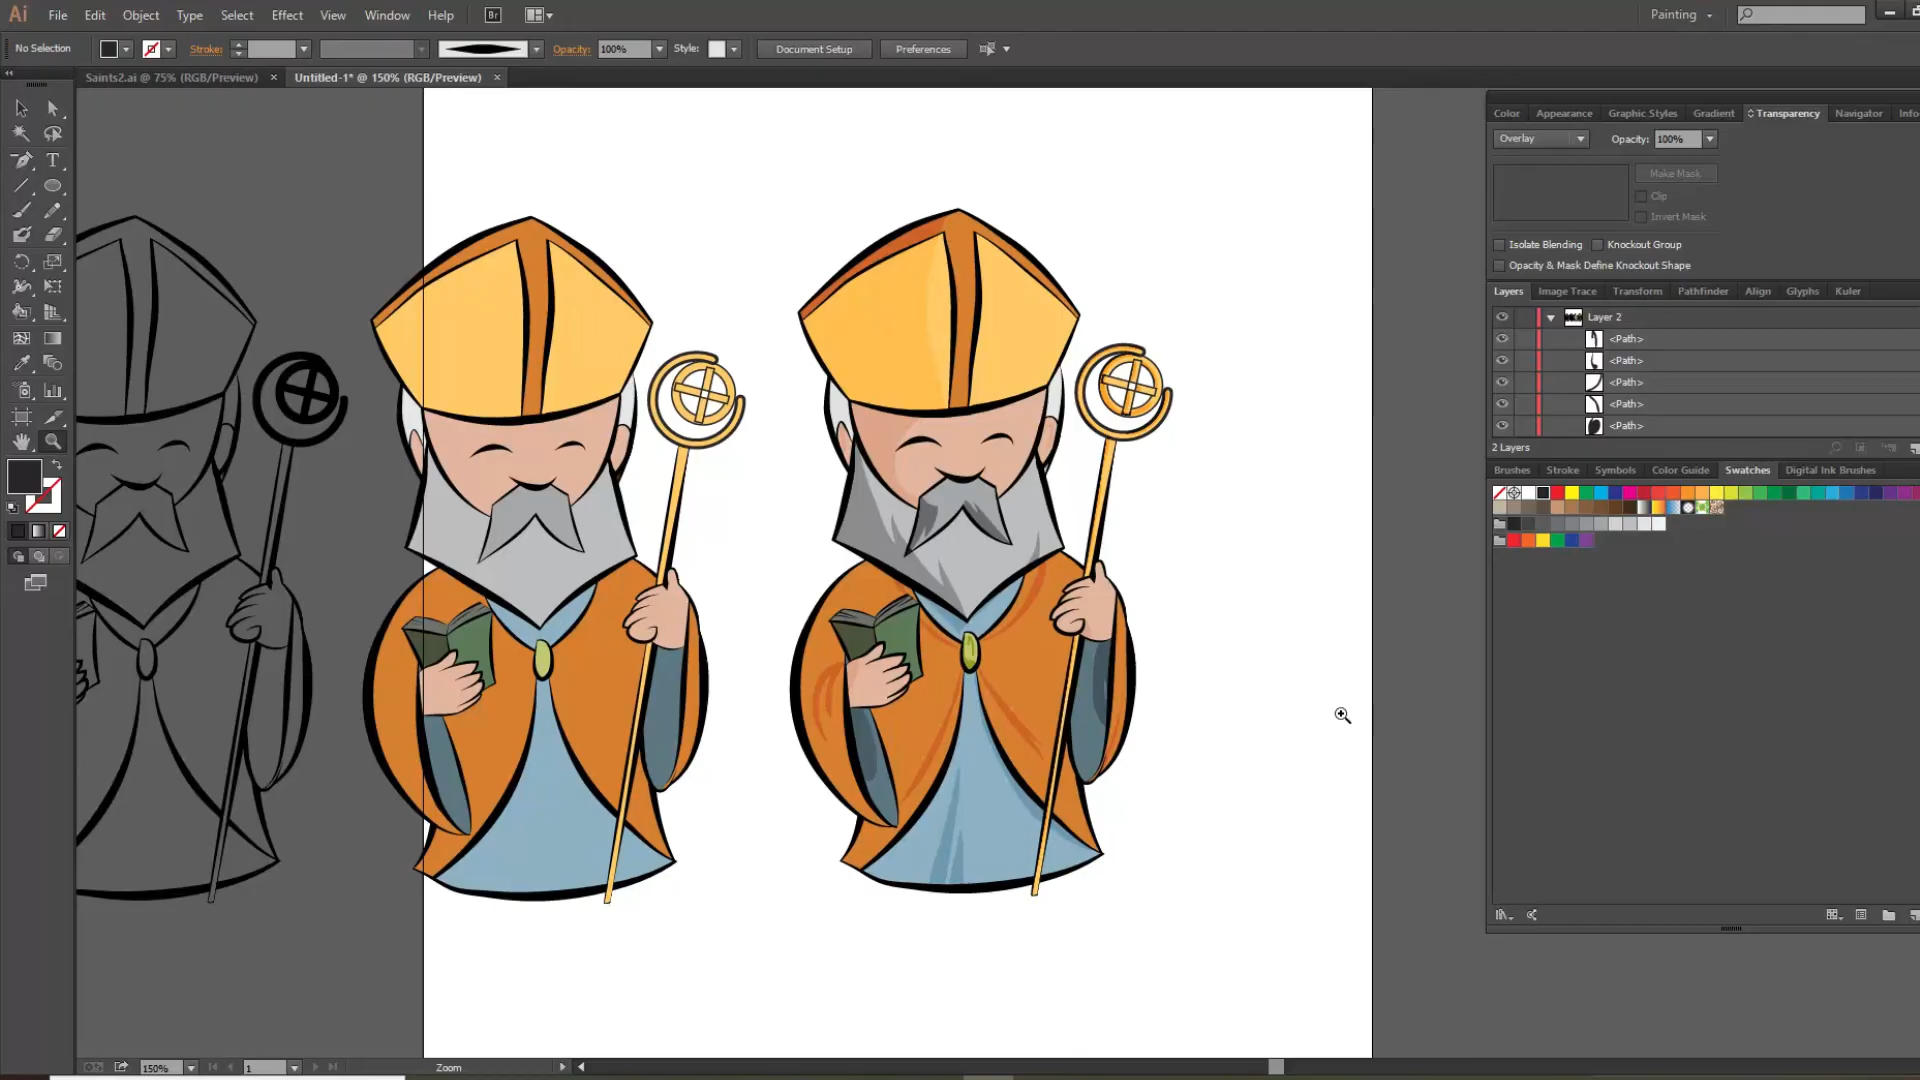 Ai File Edit Object Type Select Effect View Window Help Br Painting
No Selection Stroke: Opacity: 100% Style: Document Setup Preferences
Saints2.ai @ 75% (RGB/Preview) × Untitled-1* @ 150% (RGB/Preview) ×
Color Appearance Graphic Styles Gradient Transparency Navigator Info
Overlay Opacity: 100%
Make Mask
Clip
Invert Mask
Isolate Blending Knockout Group
Opacity & Mask Define Knockout Shape
Layers Image Trace Transform Pathfinder Align Glyphs Kuler
Layer 2
<Path>
<Path>
<Path>
<Path>
<Path>
2 Layers
Brushes Stroke Symbols Color Guide Swatches Digital Ink Brushes
150% 1 Zoom